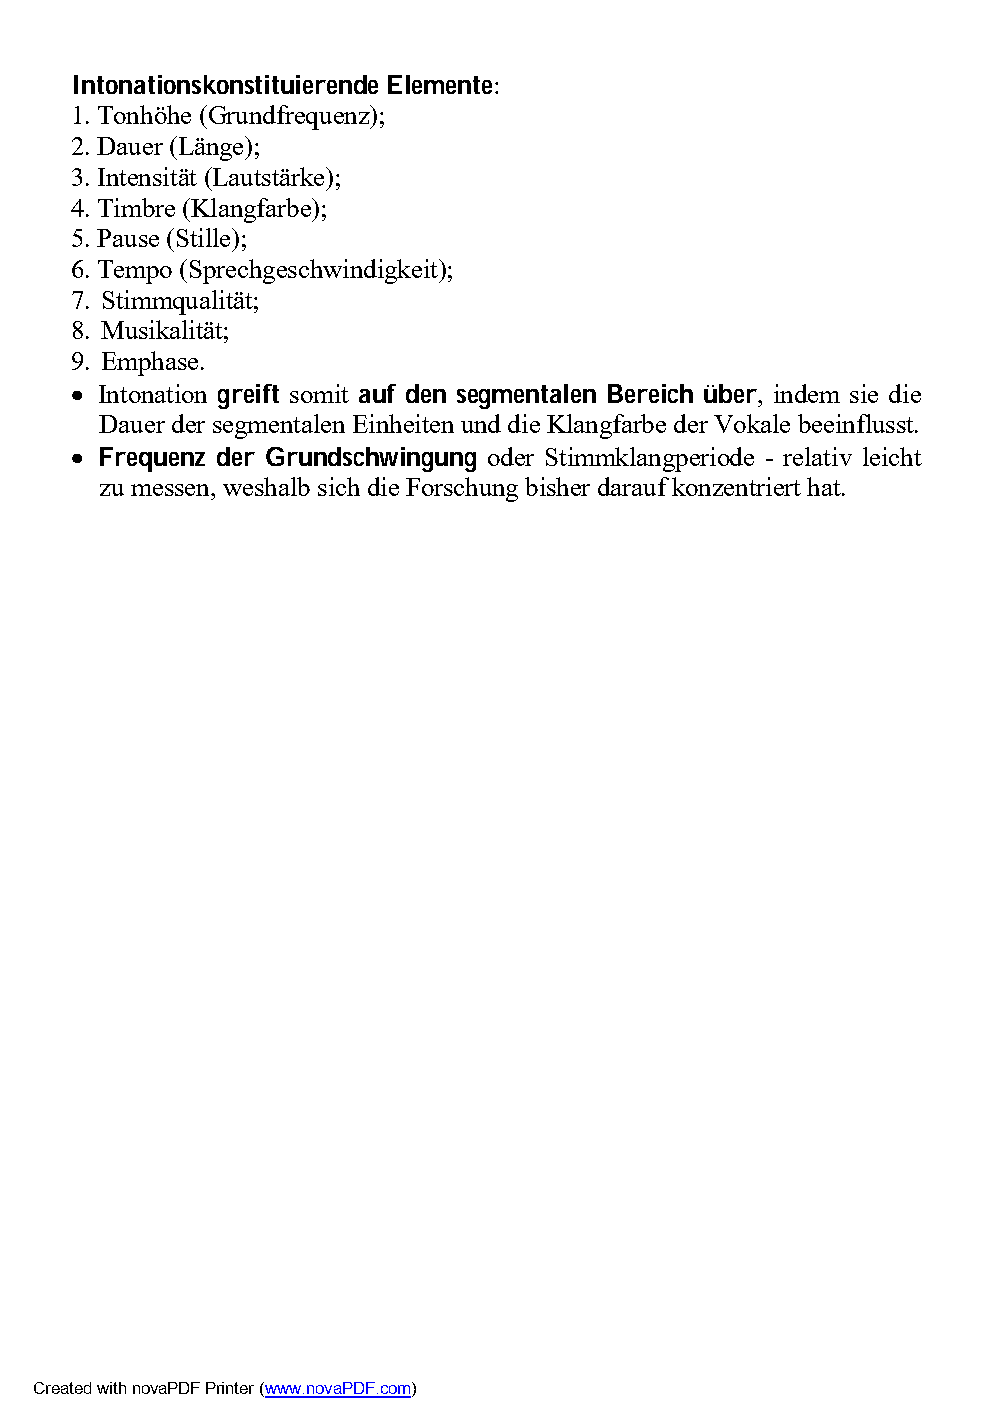 Intonationskonstituierende Elemente:
1. Tonhöhe (Grundfrequenz);
2. Dauer (Länge);
3. Intensität (Lautstärke);
4. Timbre (Klangfarbe);
5. Pause (Stille);
6. Tempo (Sprechgeschwindigkeit);
7. Stimmqualität;
8. Musikalität;
9. Emphase.
• Intonation greift somit auf den segmentalen Bereich über, indem sie die
Dauer der segmentalen Einheiten und die Klangfarbe der Vokale beeinflusst.
• Frequenz der Grundschwingung oder Stimmklangperiode - relativ leicht
zu messen, weshalb sich die Forschung bisher darauf konzentriert hat.
Created with novaPDF Printer (www.novaPDF.com)